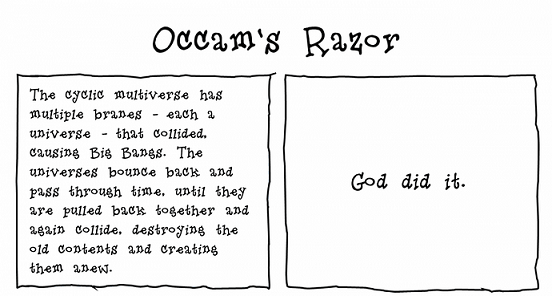 Occam's Razor
The cyclic multiverse has
multiple branes - each a
universe - that collided,
causing Big Bangs. The
universes bounce back and
pass through time, until they
are pulled back together and
again collide, destroying the
old contents and creating
them anew.
God did it.